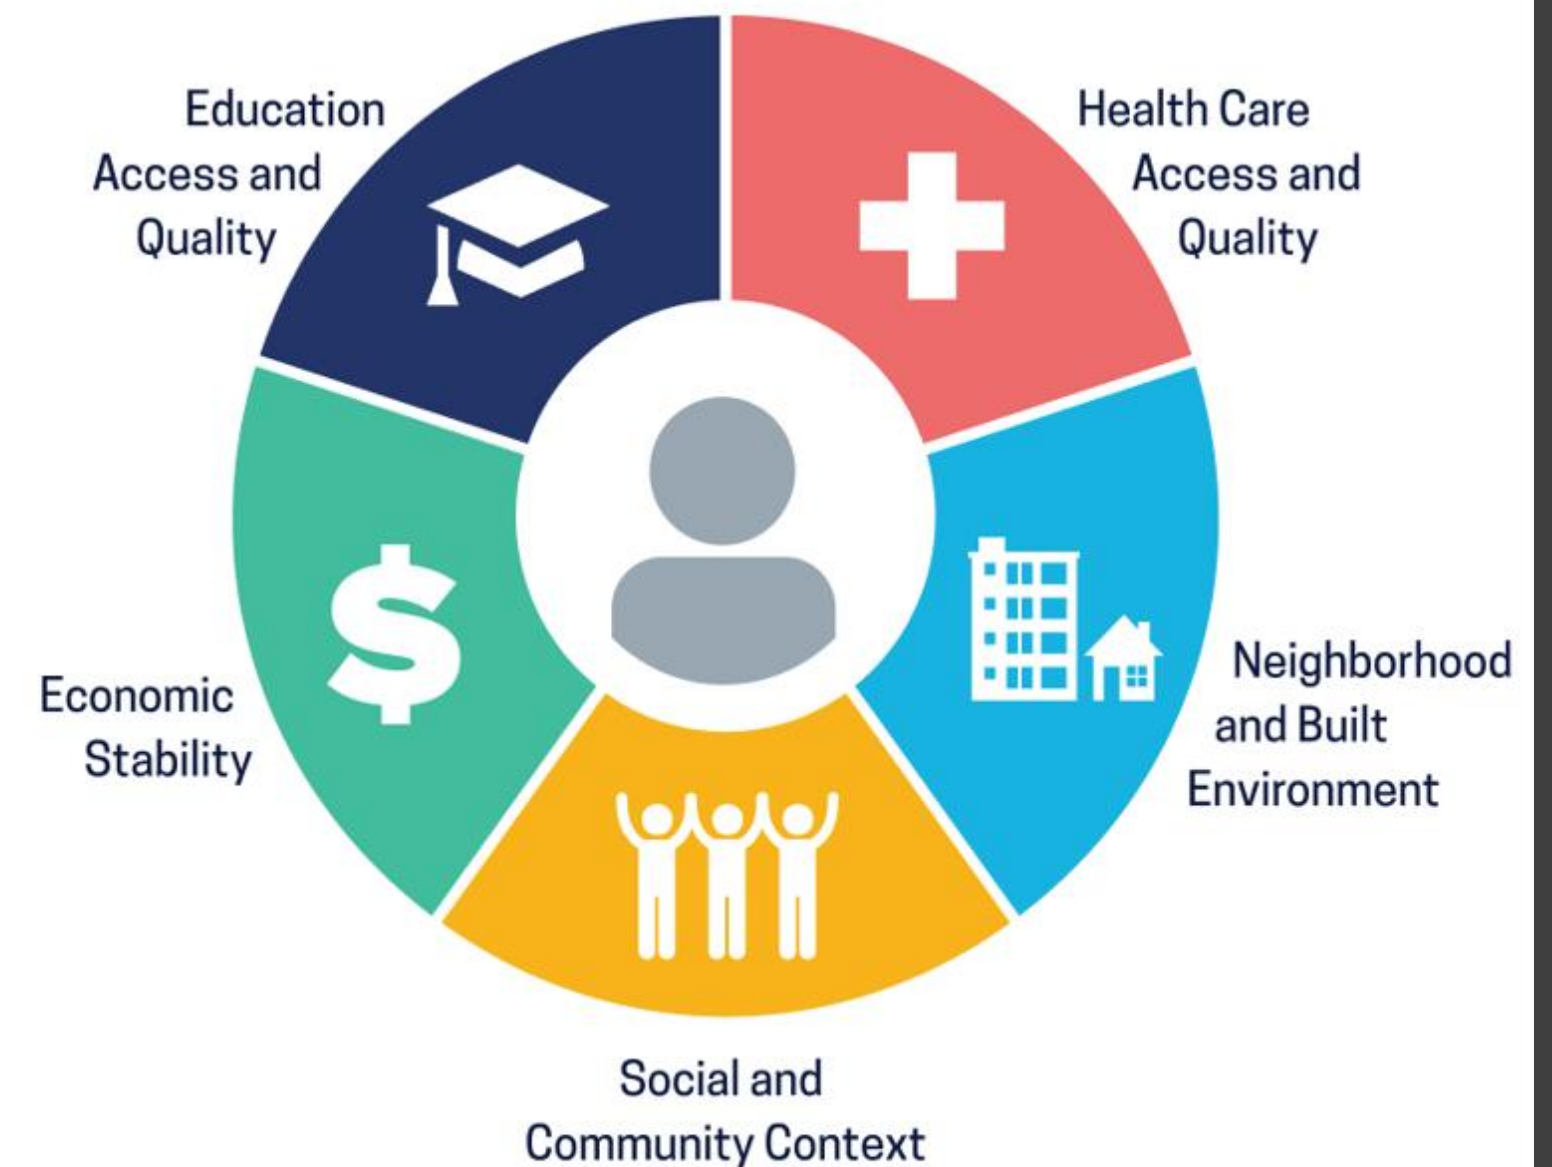 Education
Access and
Quality
Health Care
Access and
Quality
Economic
Stability
Neighborhood
and Built
Environment
Social and
Community Context